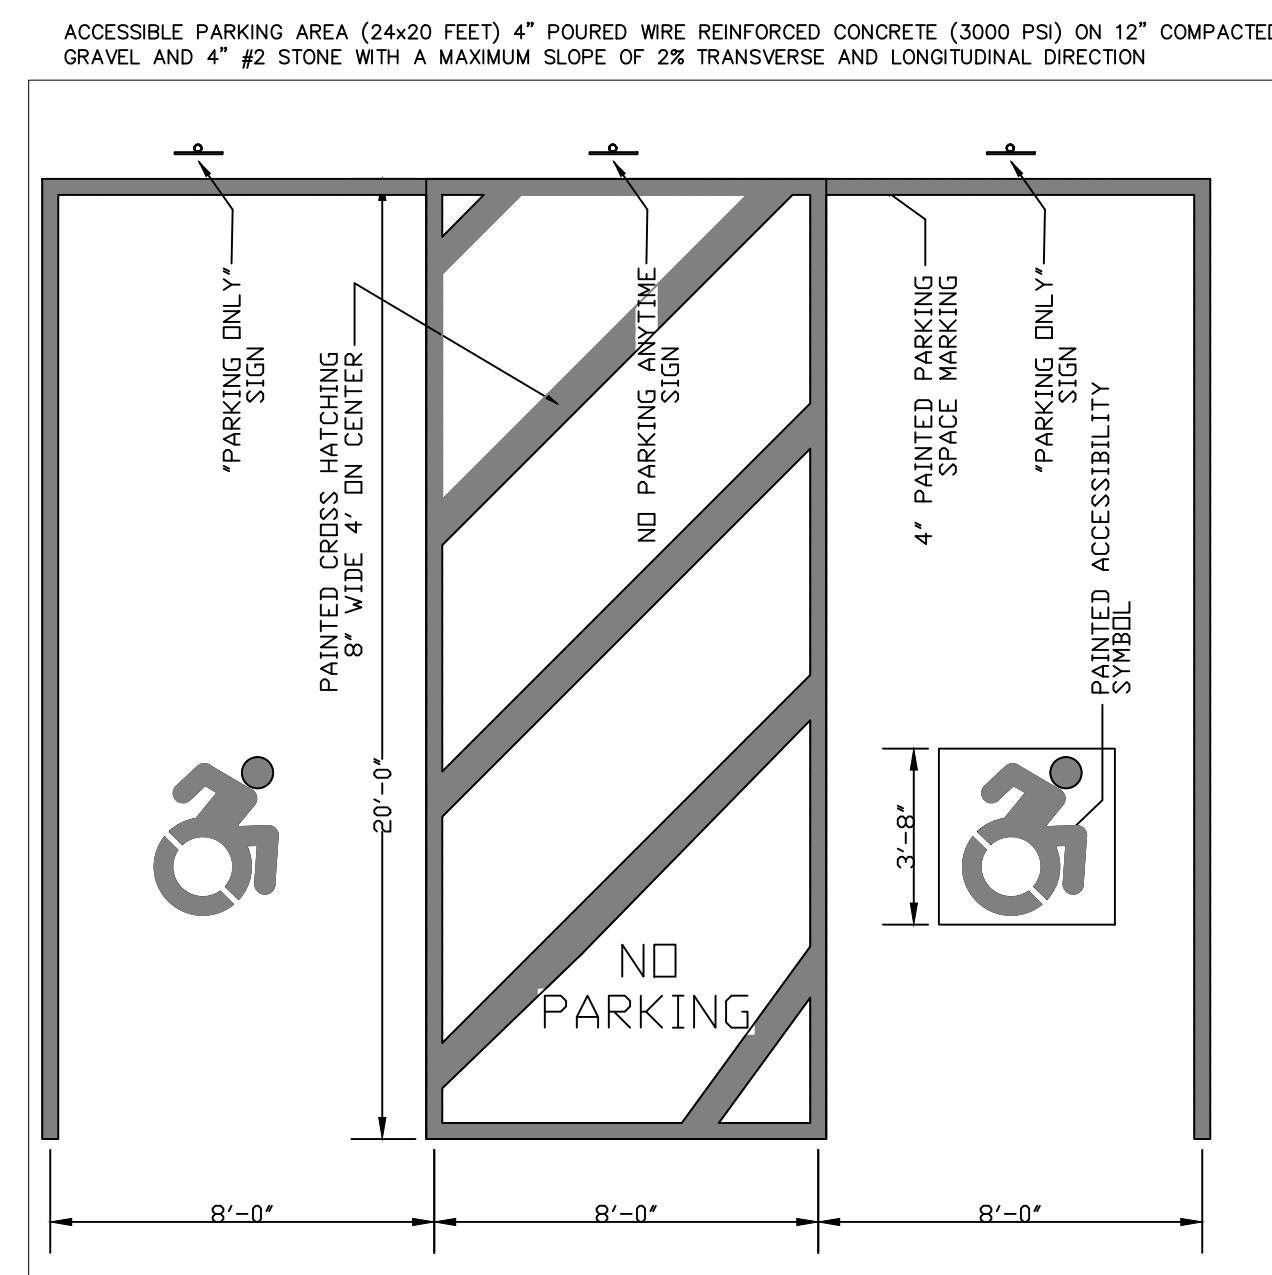 ACCESSIBLE PARKING AREA (24x20 FEET) 4" POURED WIRE REINFORCED CONCRETE (3000 PSI) ON 12" COMPACTED
GRAVEL AND 4" #2 STONE WITH A MAXIMUM SLOPE OF 2% TRANSVERSE AND LONGITUDINAL DIRECTION
"PARKING ONLY"
SIGN
PAINTED CROSS HATCHING
8" WIDE 4' ON CENTER
20'-0"
NO PARKING ANYTIME
SIGN
4" PAINTED PARKING
SPACE MARKING
"PARKING ONLY"
SIGN
PAINTED ACCESSIBILITY
SYMBOL
3'-8"
NO
PARKING
8'-0"
8'-0"
8'-0"